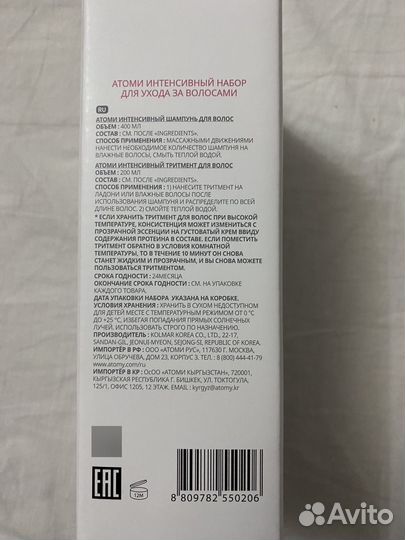 АТОМИ ИНТЕНСИВНЫЙ НАБОР
ДЛЯ УХОДА ЗА ВОЛОСАМИ
RU
АТОМИ ИНТЕНСИВНЫЙ ШАМПУНЬ ДЛЯ ВОЛОС
ОБЪЕМ : 400 МЛ
СОСТАВ : СМ. ПОСЛЕ «INGREDIENTS».
СПОСОБ ПРИМЕНЕНИЯ : МАССАЖНЫМИ ДВИЖЕНИЯМИ
НАНЕСТИ НЕОБХОДИМОЕ КОЛИЧЕСТВО ШАМПУНЯ НА
ВЛАЖНЫЕ ВОЛОСЫ, СМЫТЬ ТЕПЛОЙ ВОДОЙ.
АТОМИ ИНТЕНСИВНЫЙ ТРИТМЕНТ ДЛЯ ВОЛОС
ОБЪЕМ : 200 МЛ
СОСТАВ : СМ. ПОСЛЕ «INGREDIENTS».
СПОСОБ ПРИМЕНЕНИЯ : 1) НАНЕСИТЕ ТРИТМЕНТ НА
ЛАДОНИ ИЛИ ВЛАЖНЫЕ ВОЛОСЫ ПОСЛЕ
ИСПОЛЬЗОВАНИЯ ШАМПУНЯ И РАСПРЕДЕЛИТЕ ПО ВСЕЙ
ДЛИНЕ ВОЛОС. 2) СМОЙТЕ ТЕПЛОЙ ВОДОЙ.
* ЕСЛИ ХРАНИТЬ ТРИТМЕНТ ДЛЯ ВОЛОС ПРИ ВЫСОКОЙ
ТЕМПЕРАТУРЕ, КОНСИСТЕНЦИЯ МОЖЕТ ИЗМЕНИТЬСЯ С
ПРОЗРАЧНОЙ ЭССЕНЦИИ НА ГУСТОВАТЫЙ КРЕМ ВВИДУ
СОДЕРЖАНИЯ ПРОТЕИНА В СОСТАВЕ. ЕСЛИ ПОМЕСТИТЬ
ТРИТМЕНТ ОБРАТНО В УСЛОВИЯ КОМНАТНОЙ
ТЕМПЕРАТУРЫ, ТО В ТЕЧЕНИЕ 10 МИНУТ ОН СНОВА
СТАНЕТ ЖИДКИМ И ПРОЗРАЧНЫМ, И ВЫ СНОВА МОЖЕТЕ
ПОЛЬЗОВАТЬСЯ ТРИТМЕНТОМ.
СРОКА ГОДНОСТИ : 24МЕСЯЦА
ОКОНЧАНИЕ СРОКА ГОДНОСТИ : СМ. НА УПАКОВКЕ
КАЖДОГО ТОВАРА.
ДАТА УПАКОВКИ НАБОРА УКАЗАНА НА КОРОБКЕ.
УСЛОВИЯ ХРАНЕНИЯ : ХРАНИТЬ В СУХОМ НЕДОСТУПНОМ
ДЛЯ ДЕТЕЙ МЕСТЕ С ТЕМПЕРАТУРНЫМ РЕЖИМОМ ОТ 0 °С
ДО +25 °С, ИЗБЕГАЯ ПОПАДАНИЯ ПРЯМЫХ СОЛНЕЧНЫХ
ЛУЧЕЙ, ИСПОЛЬЗОВАТЬ СТРОГО ПО НАЗНАЧЕНИЮ.
ПРОИЗВОДИТЕЛЬ : KOLMAR KOREA CO., LTD., 22-17,
SANDAN-GIL, JEONUI-MYEON, SEJONG-SI, REPUBLIC OF KOREA.
ИМПОРТЁР В РФ : ООО «АТОМИ РУС», 117630 Г. МОСКВА,
УЛИЦА ОБРУЧЕВА, ДОМ 23, КОРПУС 3. ТЕЛ. : 8 (800) 444-41-79
www.atomy.com/ru
ИМПОРТЁР В КР : ОсОО «АТОМИ КЫРГЫЗСТАН», 720001,
КЫРГЫЗСКАЯ РЕСПУБЛИКА Г. БИШКЕК, УЛ. ТОКТОГУЛА,
125/1, ОФИС 1205, 12 ЭТАЖ. EMAIL : kyrgyz@atomy.kr
EAC
12M
8 809782 550206
Avito